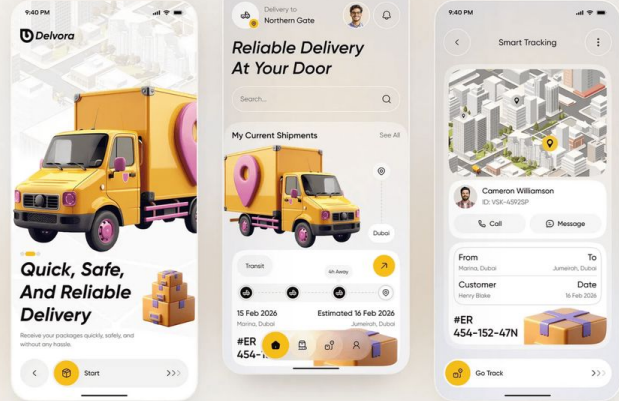 9:40 PM
Delvora
Quick, Safe,
And Reliable
Delivery
Receive your packages quickly, safely, and
without any hassle.
Start
Delivery to
Northern Gate
Reliable Delivery
At Your Door
Search...
My Current Shipments
See All
Dubai
Transit
4h Away
15 Feb 2026
Estimated 16 Feb 2026
Marina, Dubai
Jumeirah, Dubai
#ER
454-1
9:40 PM
Smart Tracking
Cameron Williamson
ID: VSK-4592SP
Call
Message
From
To
Marina, Dubai
Jumeirah, Dubai
Customer
Date
Henry Blake
16 Feb 2026
#ER
454-152-47N
Go Track